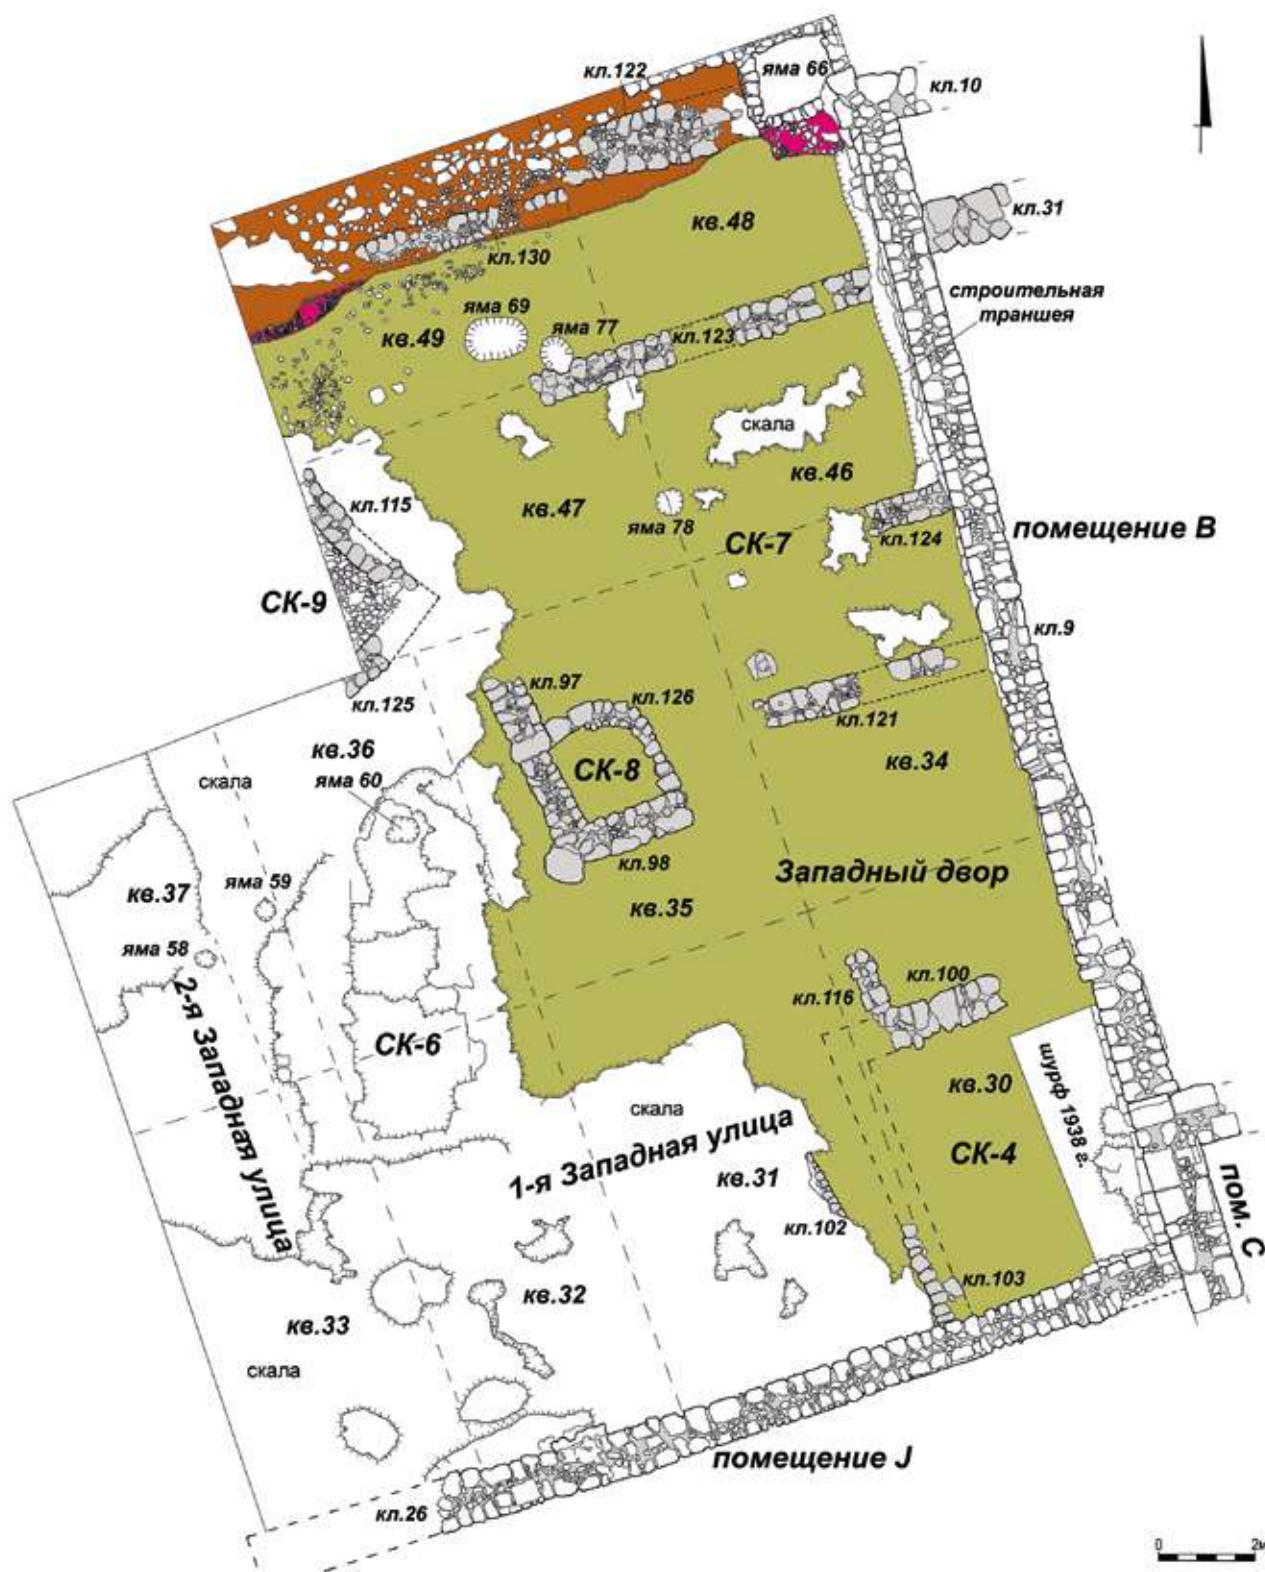 кл.122
яма 66
кл.10
кл.31
кв.48
кл.130
строительная
траншея
яма 69
яма 77
кв.49
кл.123
скала
кв.46
кв.47
кл.115
яма 78
СК-7
кл.124
помещение B
СК-9
кл.9
кл.97
кл.126
кл.125
кл.121
кв.36
скала
яма 60
СК-8
кв.34
кл.98
Западный двор
кв.37
яма 59
кв.35
яма 58
2-я Западная улица
кл.100
кл.116
СК-6
кв.30
шурф 1938 г.
скала
1-я Западная улица
СК-4
кв.31
пом. C
кл.102
кл.103
кв.32
кв.33
скала
помещение J
кл.26
0 2м